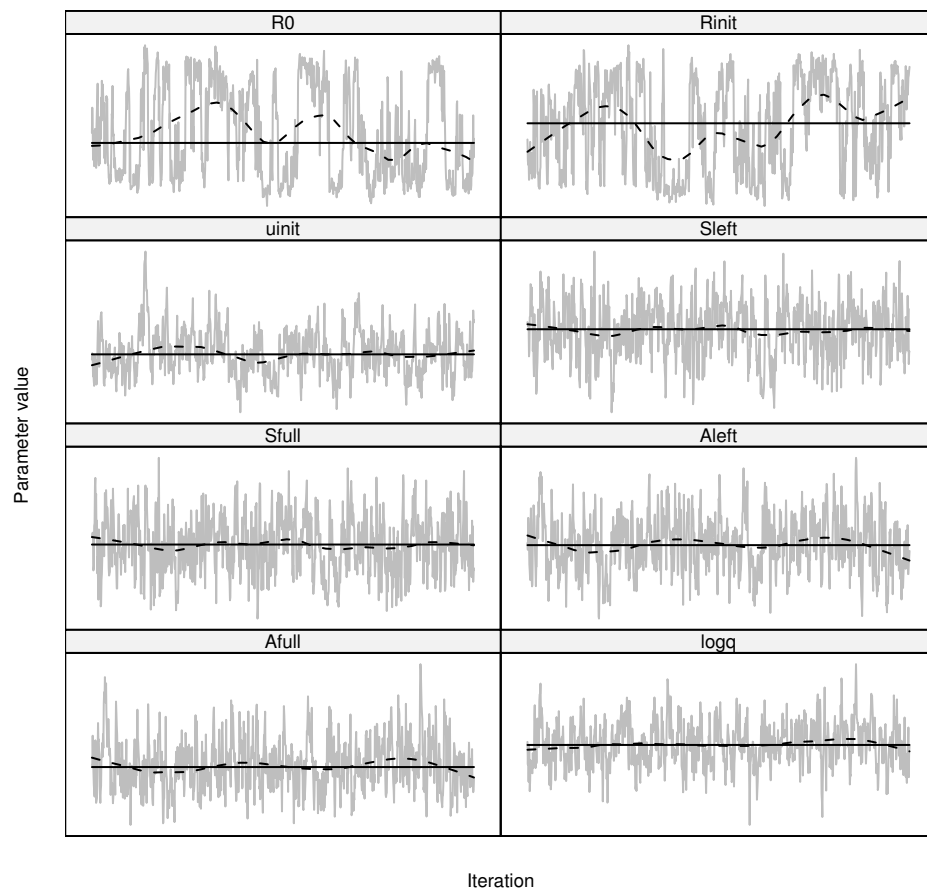 R0
Rinit
uinit
Sleft
Sfull
Aleft
Afull
logq
Parameter value
Iteration